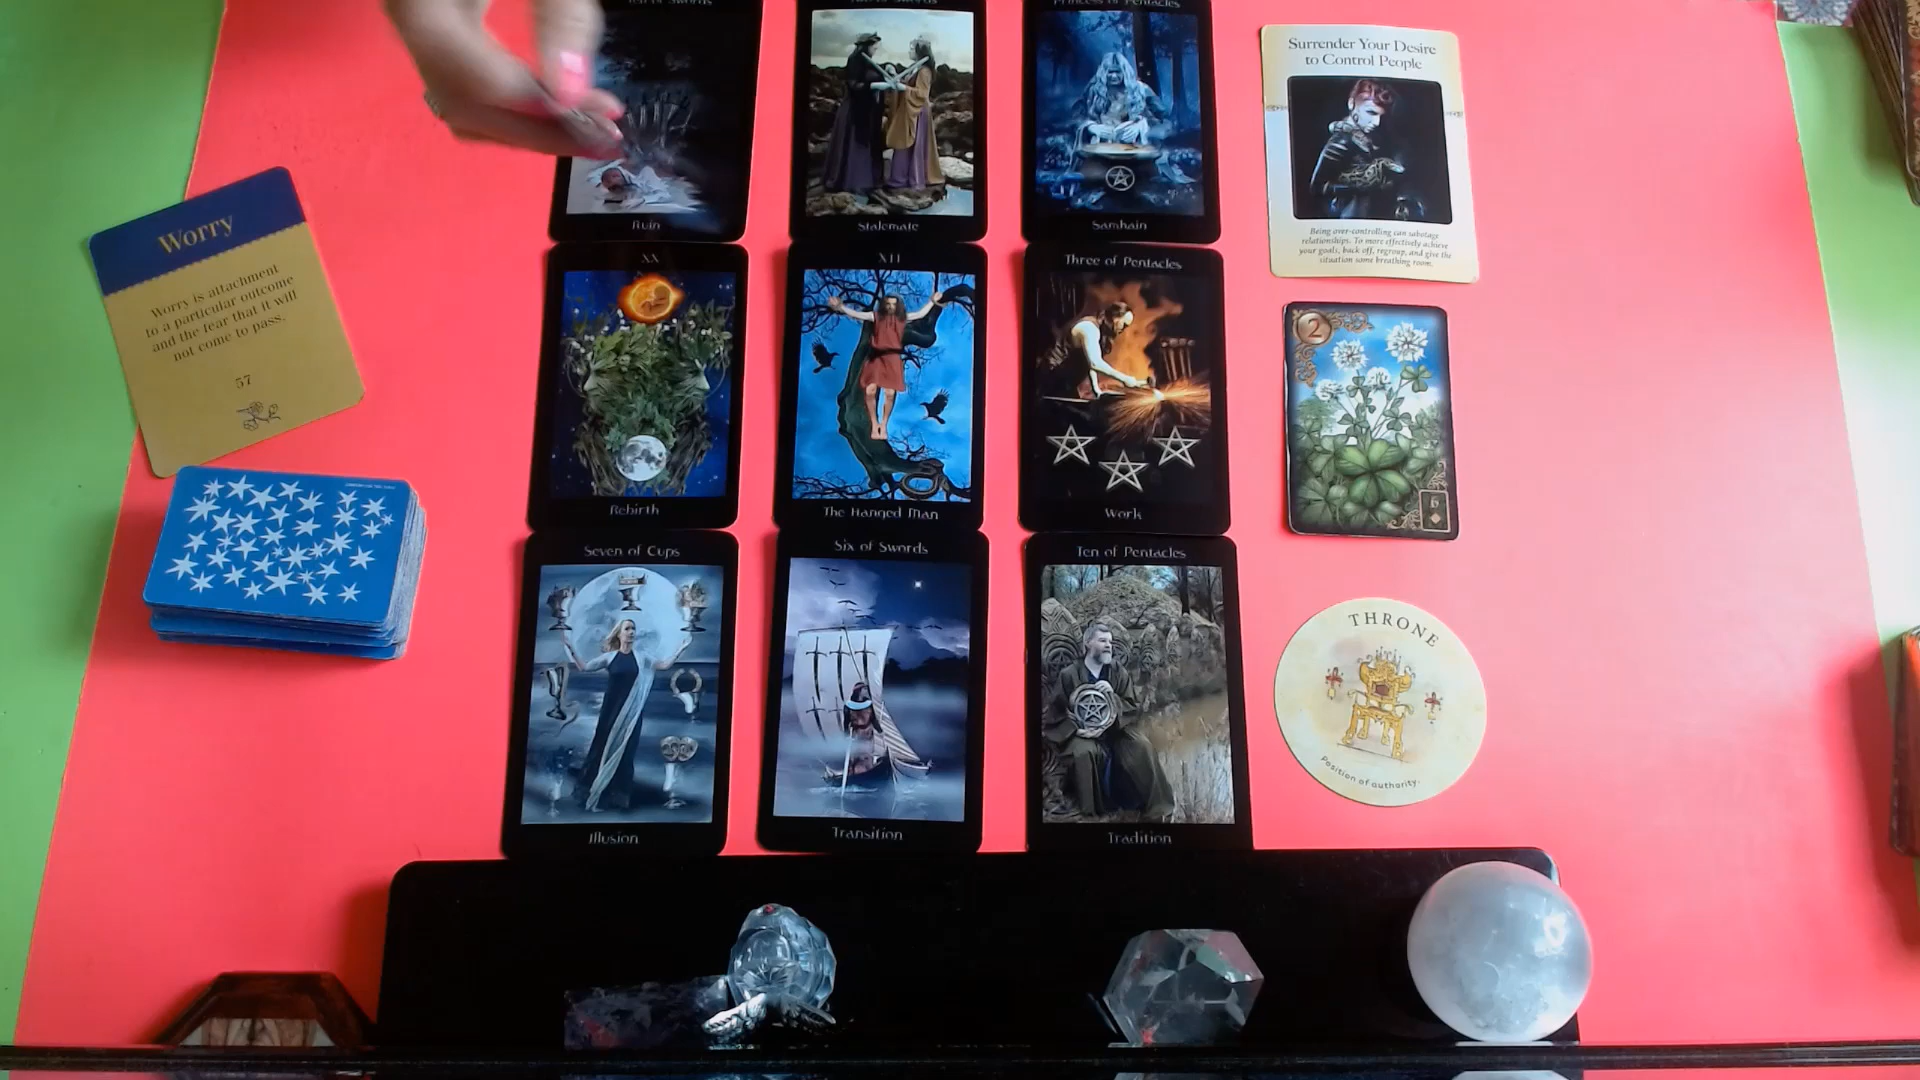 Worry
Worry is attachment
to a particular outcome
and the fear that it will
not come to pass.
57
Ten of Swords
Ruin
of Swords
Stalemate
Princess of Pentacles
Samhain
XX
Rebirth
XII
The Hanged Man
Three of Pentacles
Work
Seven of Cups
Illusion
Six of Swords
Transition
Ten of Pentacles
Tradition
Surrender Your Desire
to Control People
Being over-controlling can sabotage
relationships. To more effectively achieve
your goals, back off, regroup, and give the
situation some breathing room.
2
6
THRONE
Position of authority.